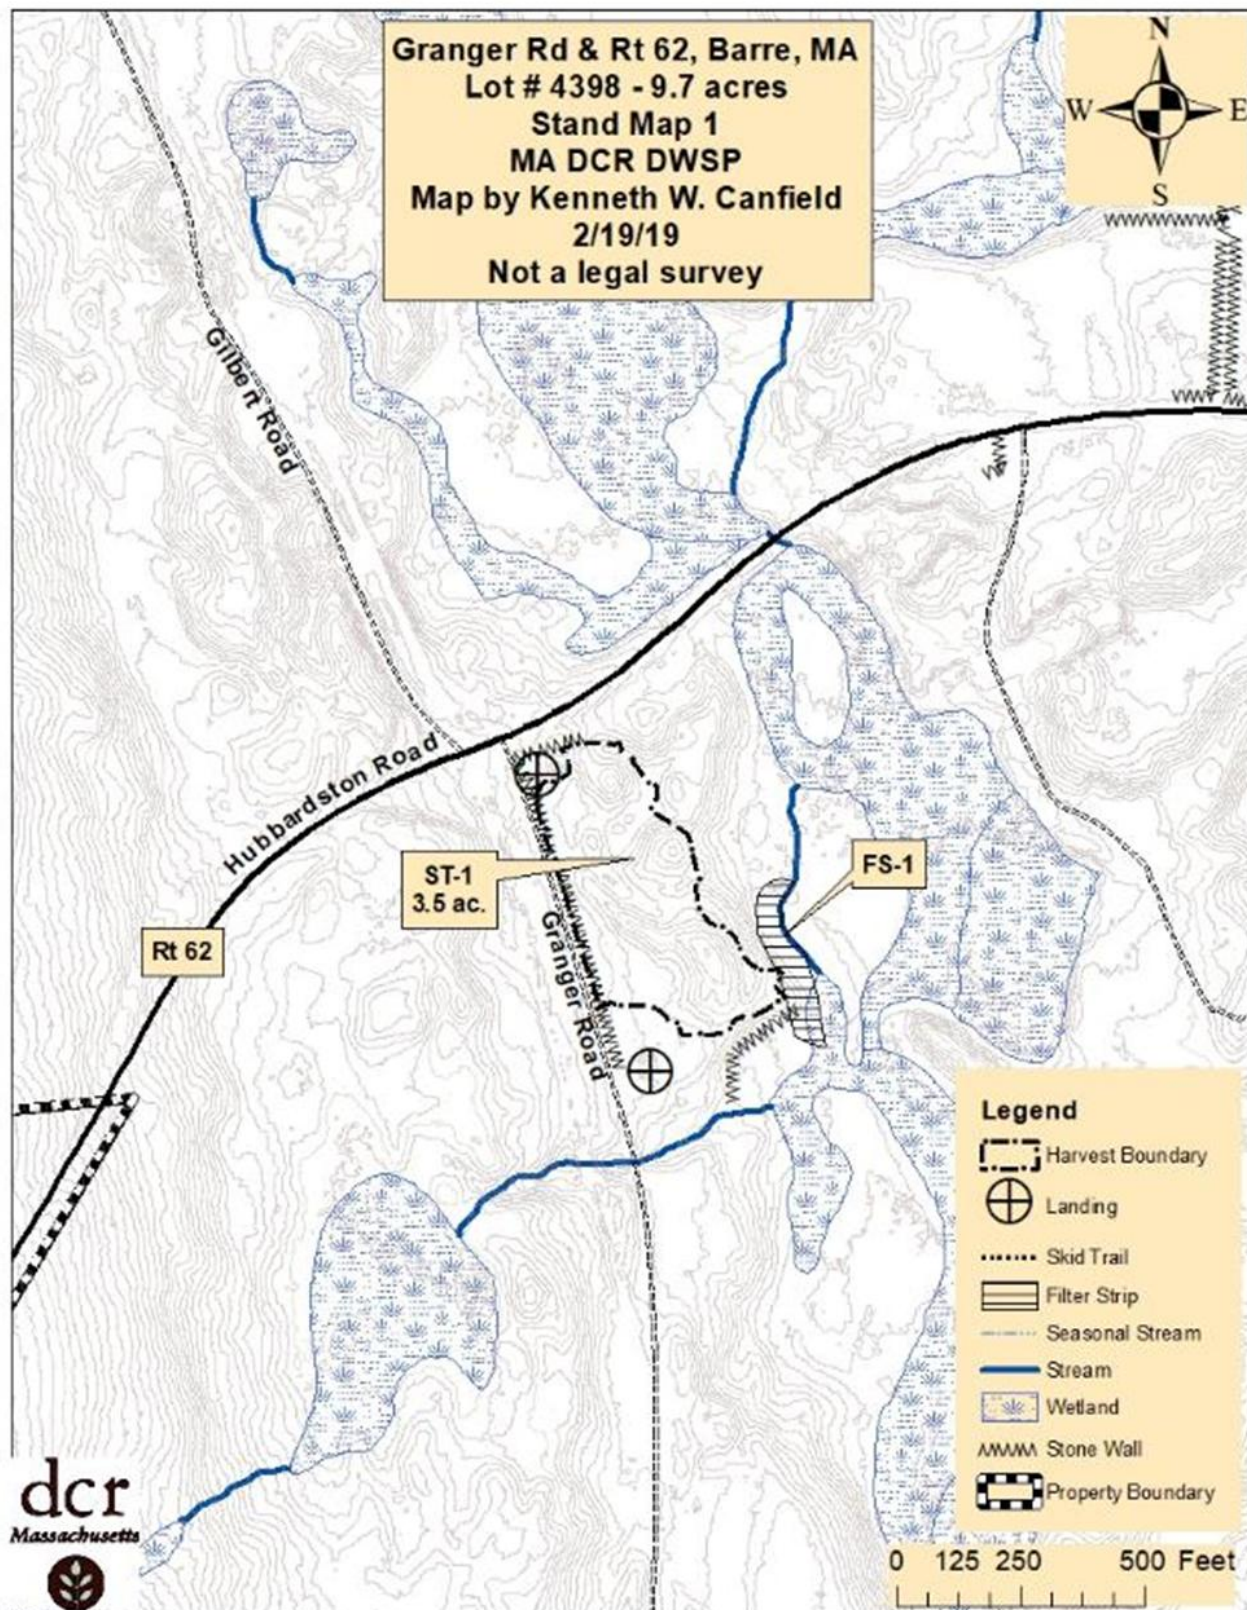 Granger Rd & Rt 62, Barre, MA
Lot # 4398 - 9.7 acres
Stand Map 1
MA DCR DWSP
Map by Kenneth W. Canfield
2/19/19
Not a legal survey
N
W
E
S
Gilbert Road
Hubbardston Road
ST-1
3.5 ac.
FS-1
Granger Road
Rt 62
Legend
Harvest Boundary
Landing
Skid Trail
Filter Strip
Seasonal Stream
Stream
Wetland
Stone Wall
Property Boundary
dcr
Massachusetts
0 125 250 500 Feet